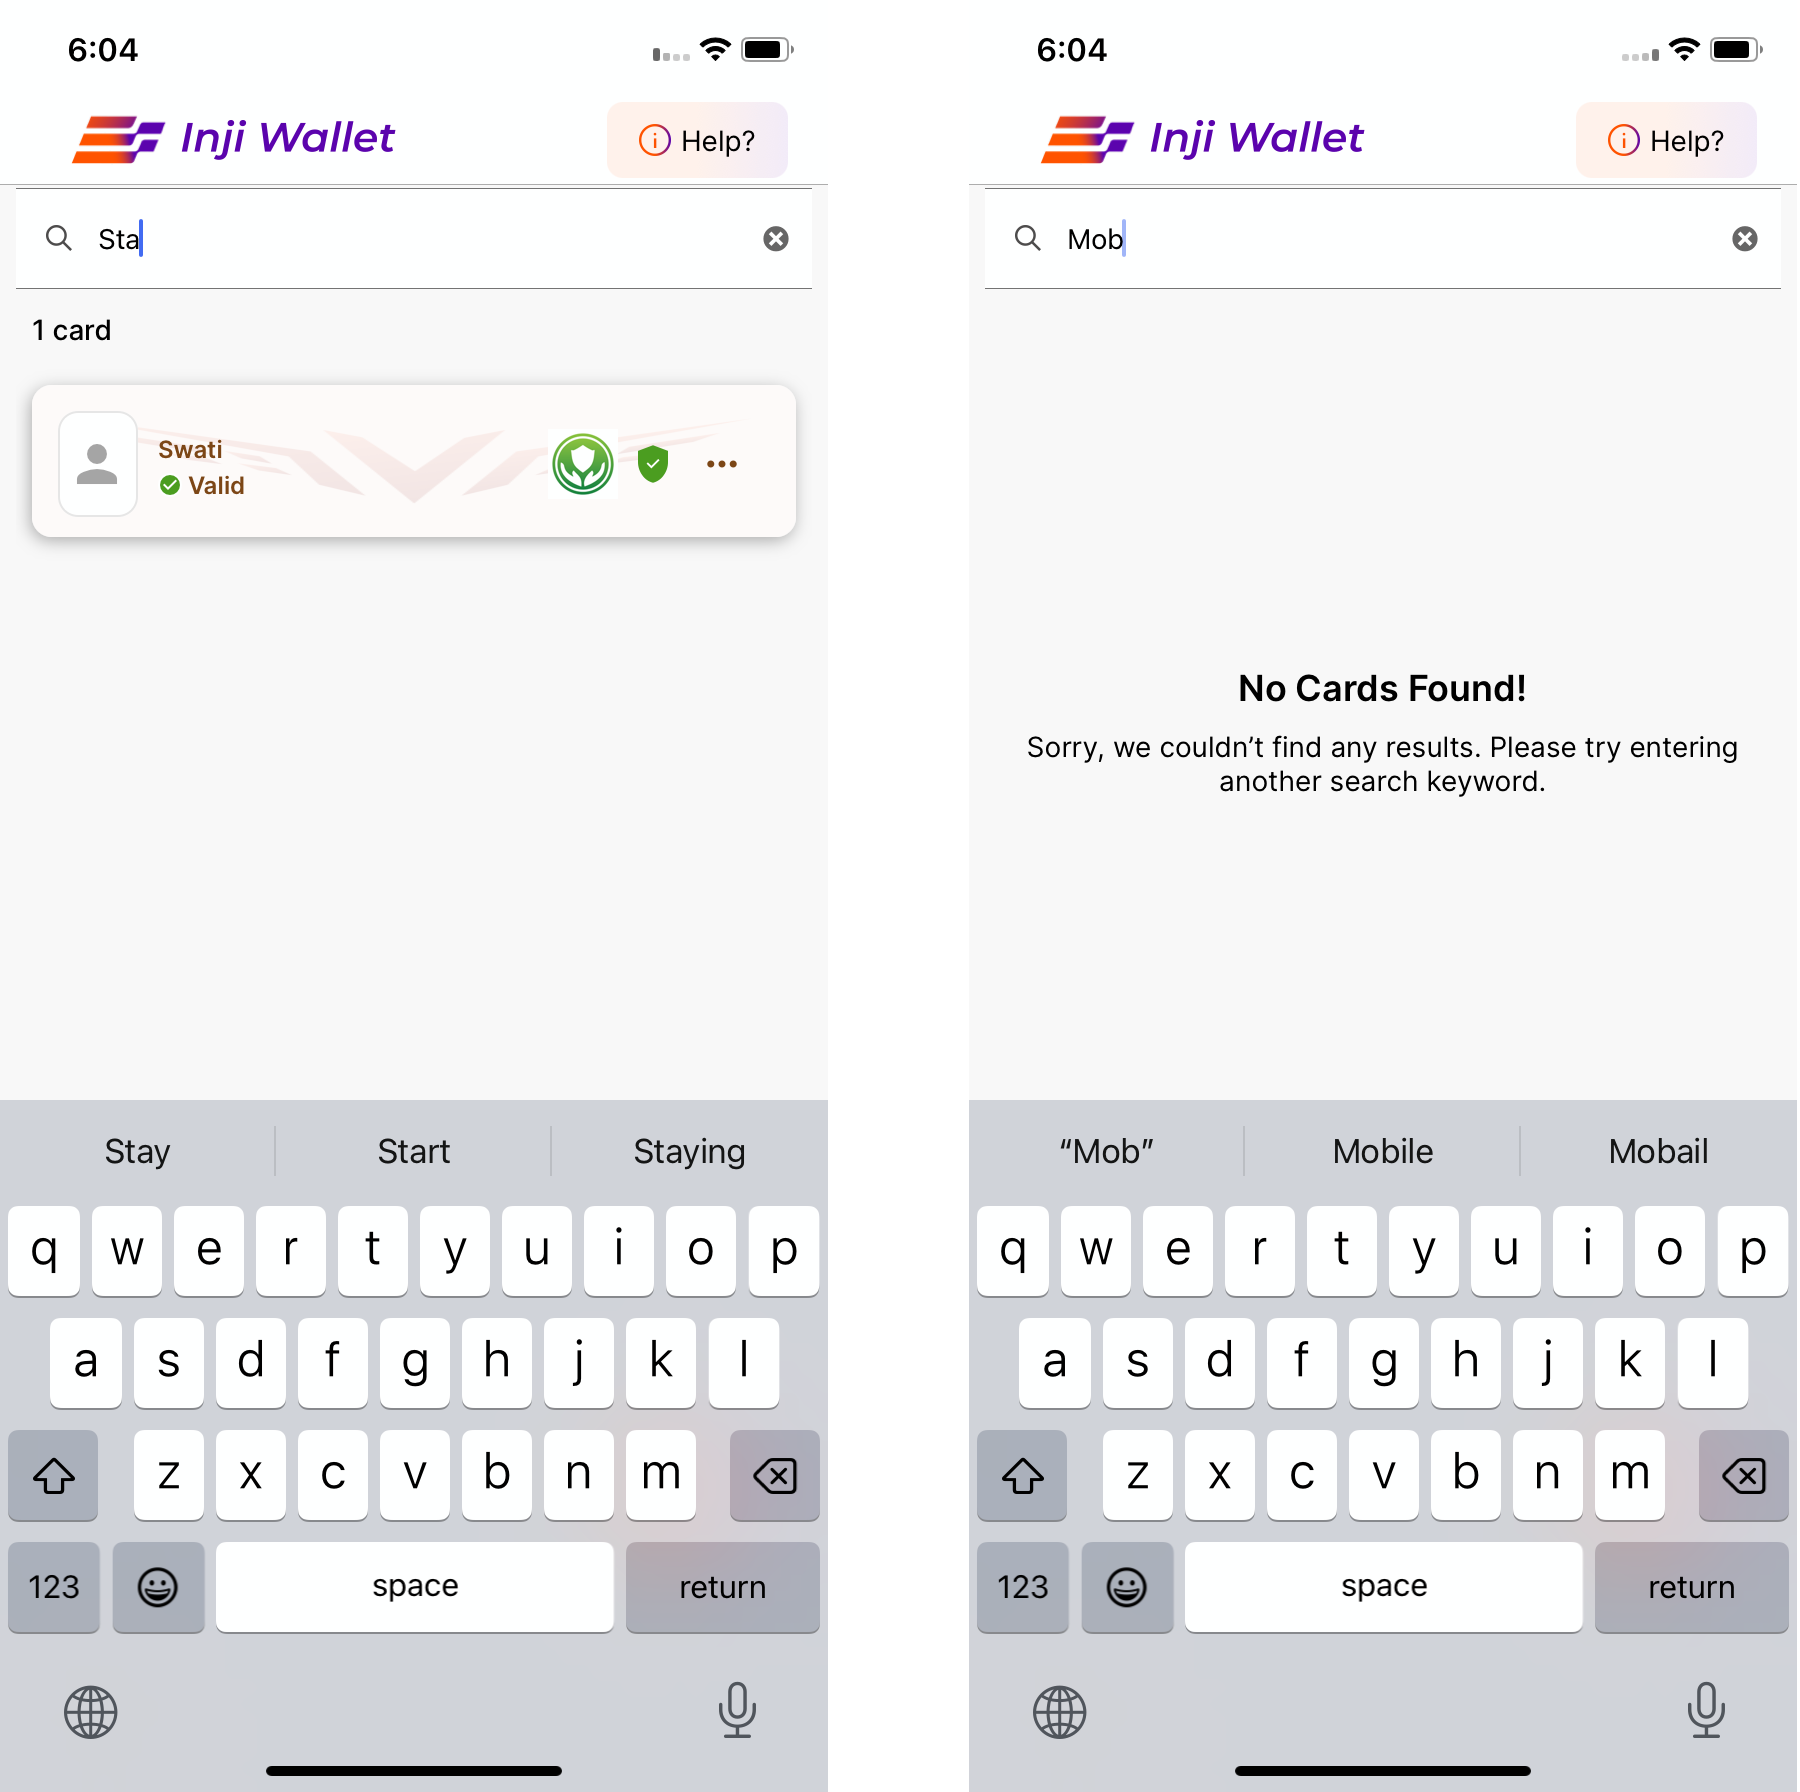 6:04
Inji Wallet
Help?
Sta
1 card
Swati
Valid
Stay Start Staying
q w e r t y u i o p
a s d f g h j k l
z x c v b n m
123 space return
6:04
Inji Wallet
Help?
Mob
No Cards Found!
Sorry, we couldn’t find any results. Please try entering
another search keyword.
“Mob” Mobile Mobail
q w e r t y u i o p
a s d f g h j k l
z x c v b n m
123 space return